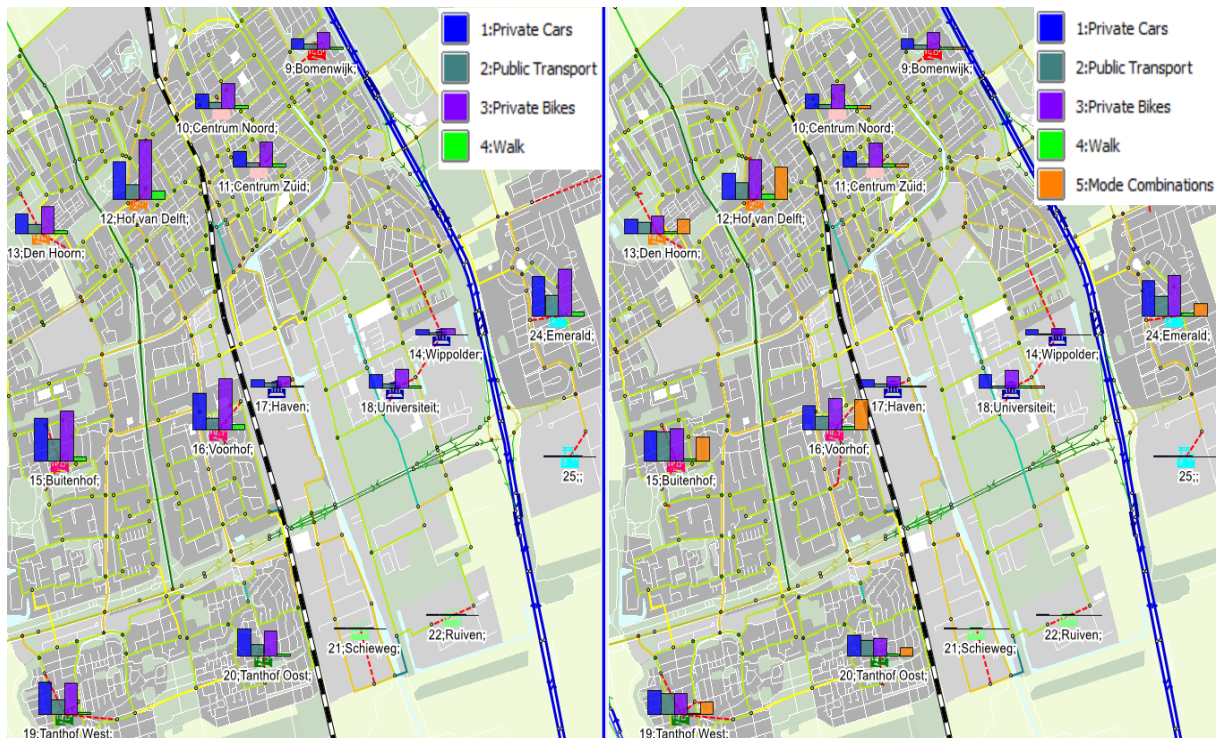 1:Private Cars
2:Public Transport
3:Private Bikes
4:Walk
9;Bomenwijk;
10;Centrum Noord;
11;Centrum Zuid;
12;Hof van Delft;
13;Den Hoorn;
24;Emerald;
14;Wippolder;
17;Haven;
18;Universiteit;
16;Voorhof;
15;Buitenhof;
25;;
22;Ruiven;
21;Schieweg;
20;Tanthof Oost;
19;Tanthof West;
1:Private Cars
2:Public Transport
3:Private Bikes
4:Walk
5:Mode Combinations
9;Bomenwijk;
10;Centrum Noord;
11;Centrum Zuid;
12;Hof van Delft;
13;Den Hoorn;
24;Emerald;
14;Wippolder;
17;Haven;
18;Universiteit;
16;Voorhof;
15;Buitenhof;
25;;
22;Ruiven;
21;Schieweg;
20;Tanthof Oost;
19;Tanthof West;